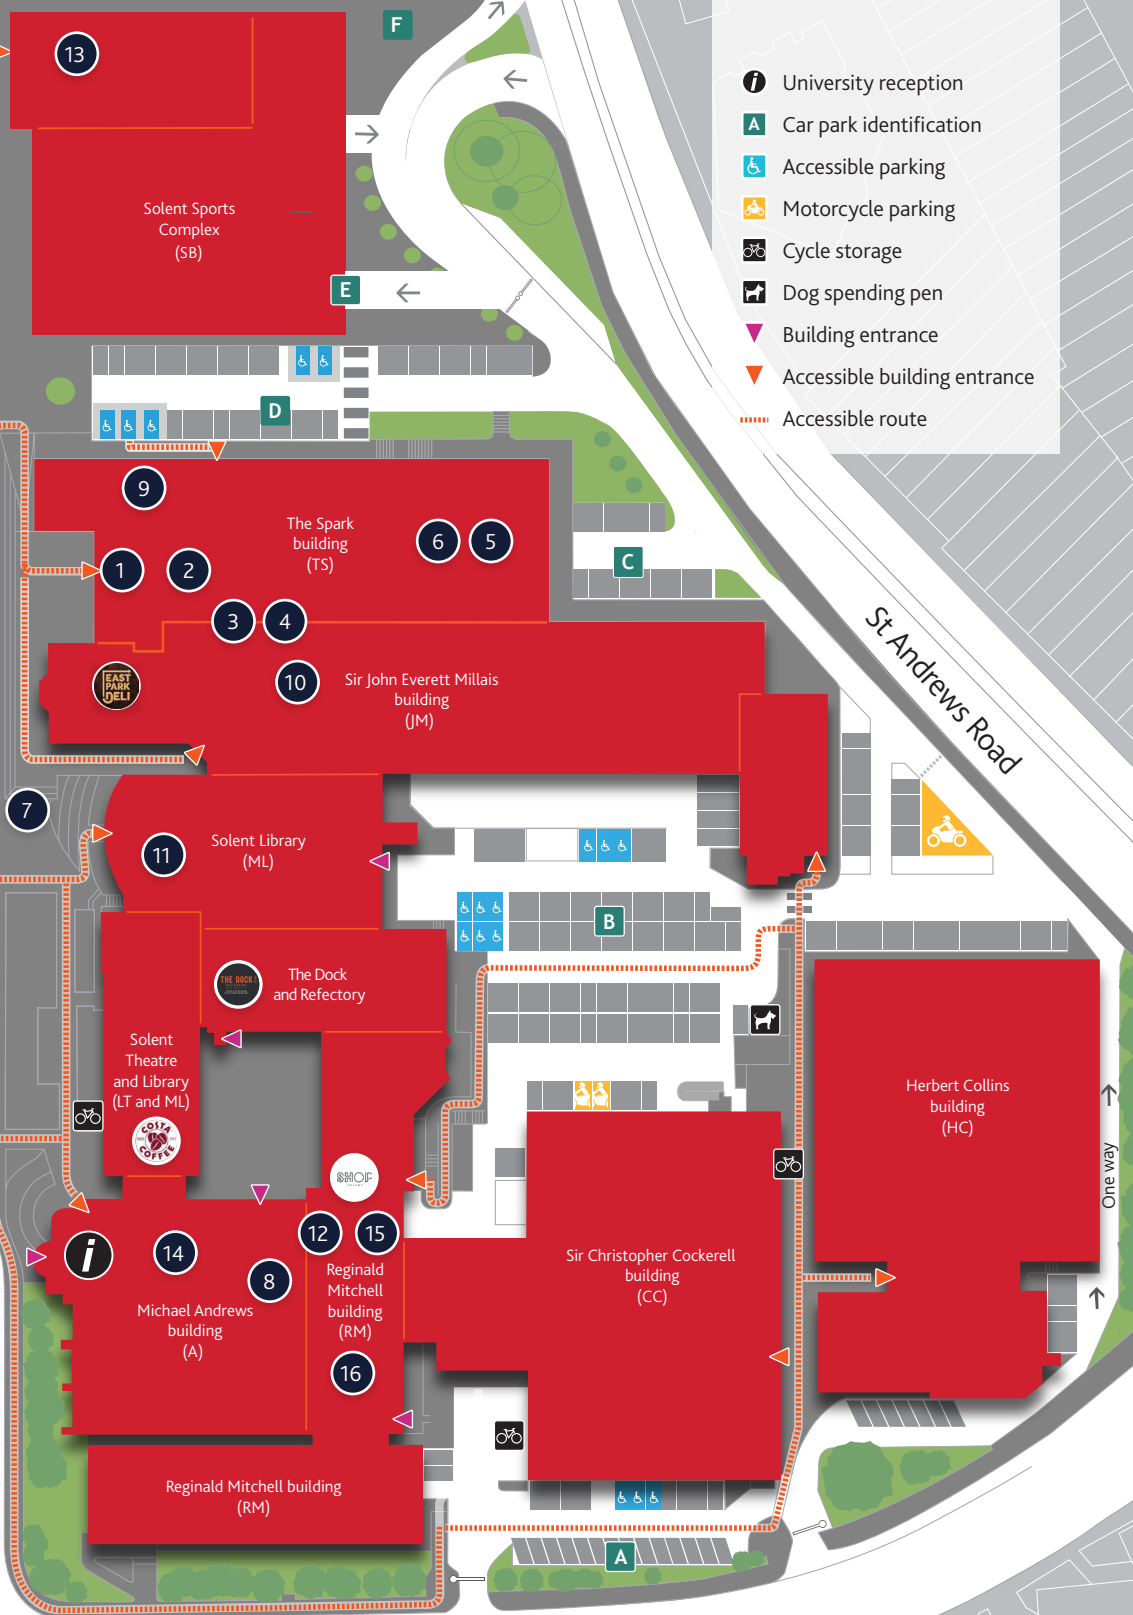 F
13
University reception
A
Car park identification
Accessible parking
Motorcycle parking
Cycle storage
Dog spending pen
Building entrance
Accessible building entrance
Accessible route
Solent Sports
Complex
(SB)
E
D
9
The Spark
building
(TS)
6
5
1
2
C
3
4
EAST
PARK
DELI
10
Sir John Everett Millais
building
(JM)
St Andrews Road
7
11
Solent Library
(ML)
B
THE DOCK
The Dock
and Refectory
Solent
Theatre
and Library
(LT and ML)
COSTA
COFFEE
Herbert Collins
building
(HC)
One way
SHOP
12
15
i
14
8
Reginald
Mitchell
building
(RM)
Michael Andrews
building
(A)
16
Sir Christopher Cockerell
building
(CC)
Reginald Mitchell building
(RM)
A